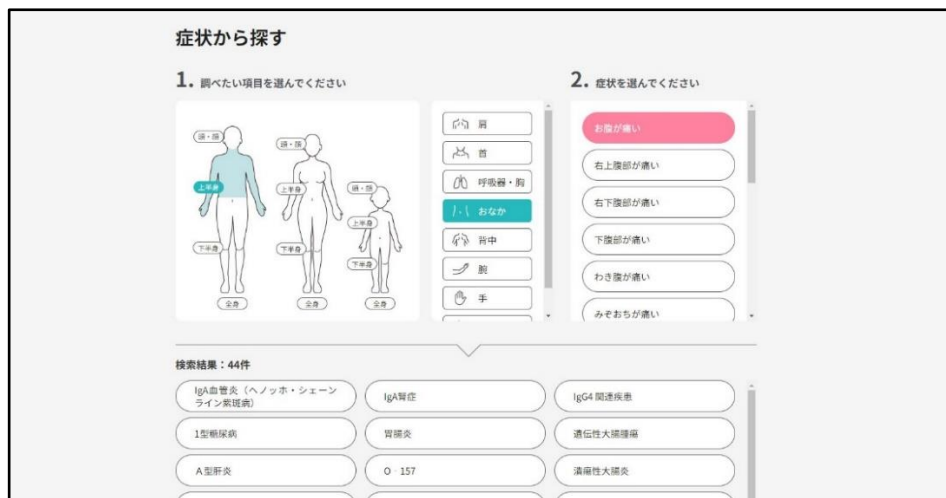 症状から探す
1. 調べたい項目を選んでください
2. 症状を選んでください
頭・顔
上半身
下半身
全身
頭・顔
上半身
下半身
全身
頭・顔
上半身
下半身
全身
肩
首
呼吸器・胸
おなか
背中
腕
手
お腹が痛い
右上腹部が痛い
右下腹部が痛い
下腹部が痛い
わき腹が痛い
みぞおちが痛い
検索結果：44件
IgA血管炎（ヘノッホ・シェーン
ライン紫斑病）
IgA腎症
IgG4 関連疾患
1型糖尿病
胃腸炎
遺伝性大腸腫瘍
A型肝炎
O‐157
潰瘍性大腸炎